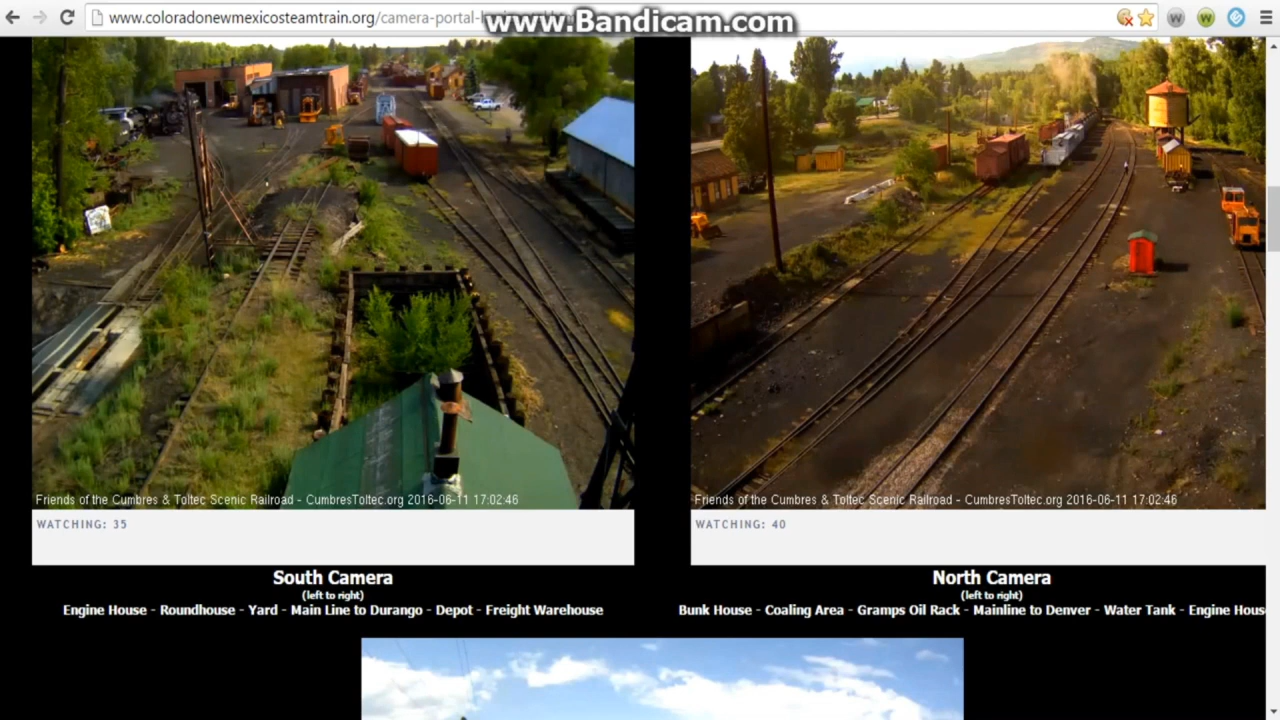 www.coloradonewmexicosteamtrain.org/camera-portal-
www.Bandicam.com
Friends of the Cumbres & Toltec Scenic Railroad - CumbresToltec.org 2016-06-11 17:02:46
Friends of the Cumbres & Toltec Scenic Railroad - CumbresToltec.org 2016-06-11 17:02:46
WATCHING: 35
WATCHING: 40
South Camera
(left to right)
Engine House - Roundhouse - Yard - Main Line to Durango - Depot - Freight Warehouse
North Camera
(left to right)
Bunk House - Coaling Area - Gramps Oil Rack - Mainline to Denver - Water Tank - Engine Hous